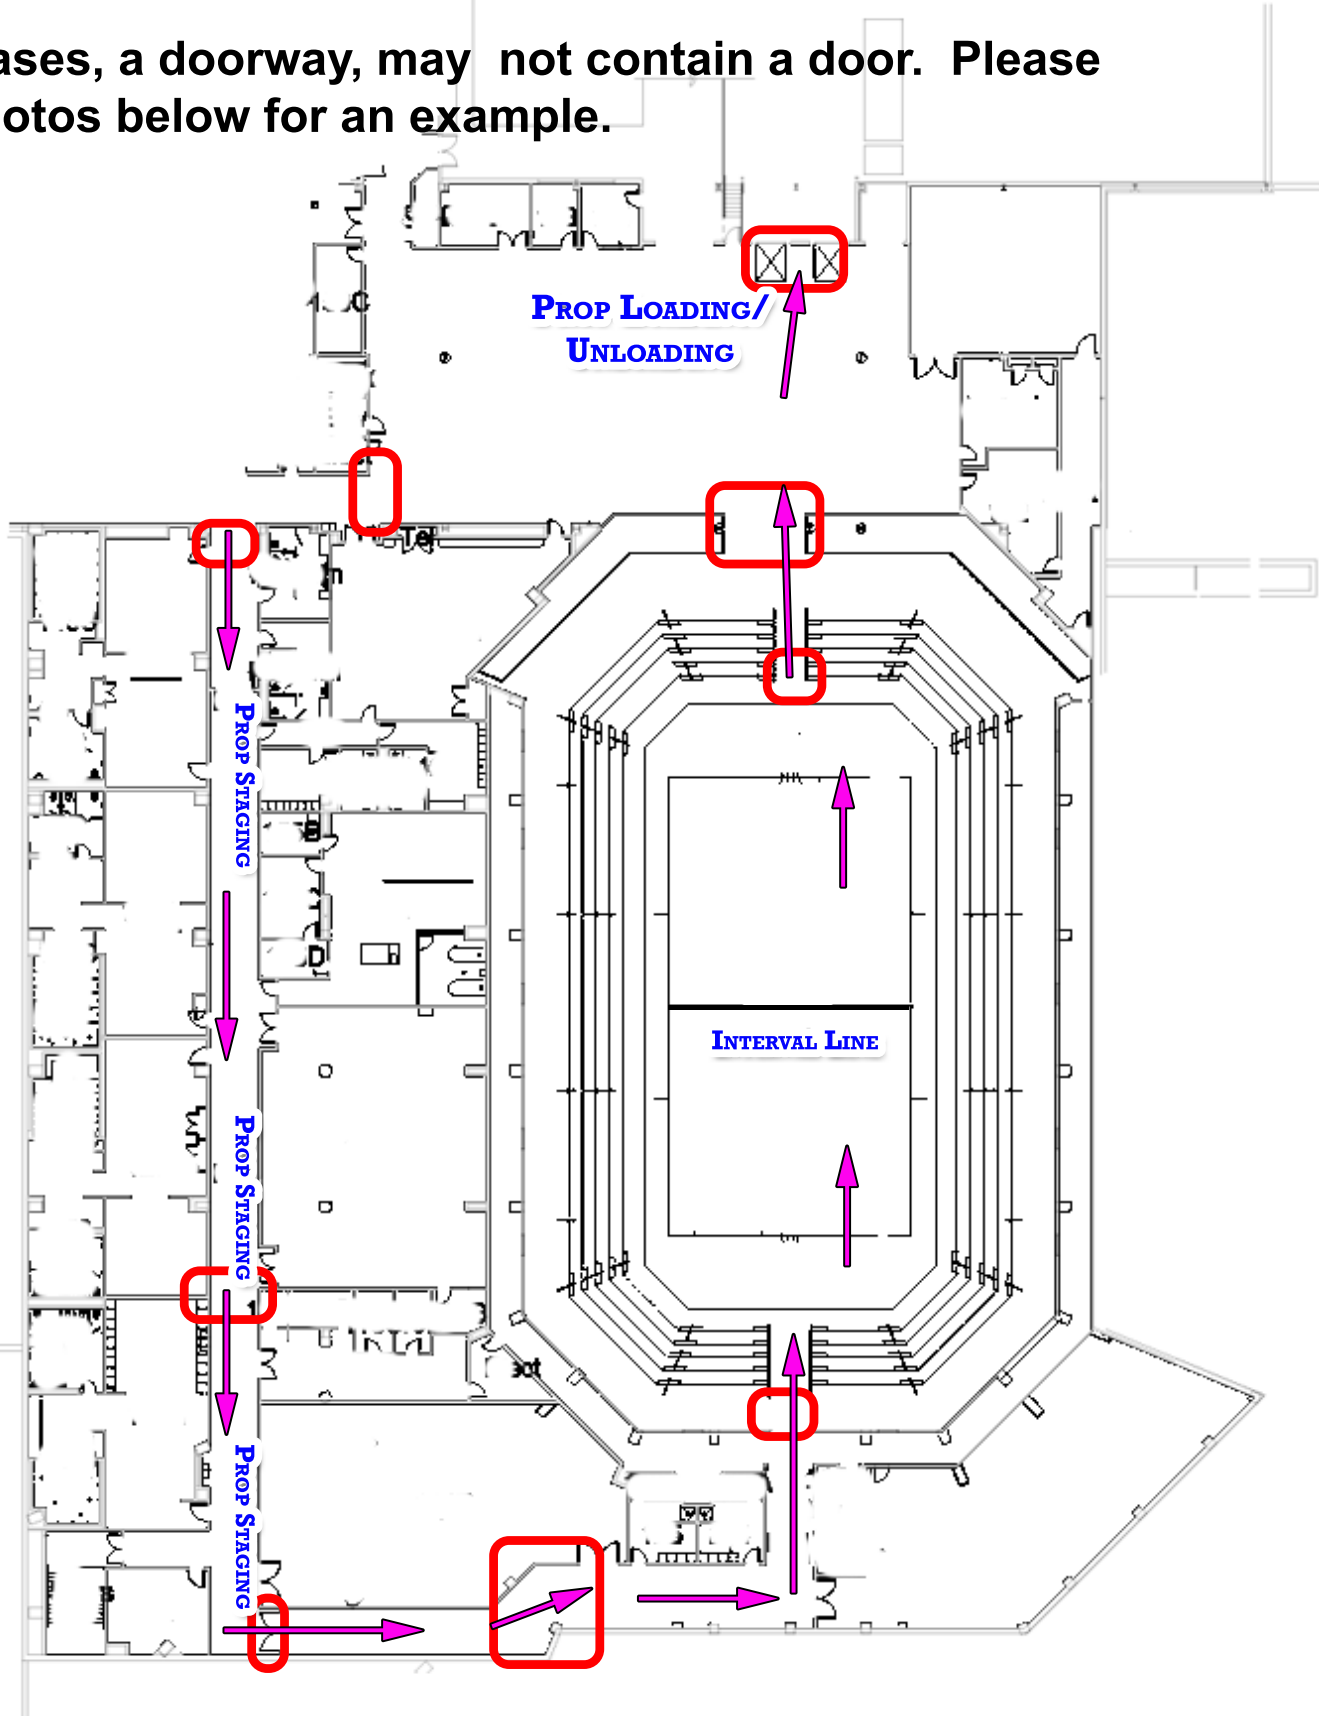 ases, a doorway, may  not contain a door.  Please
otos below for an example.
Prop Loading/
Unloading
Prop Staging
Interval Line
Prop Staging
Prop Staging